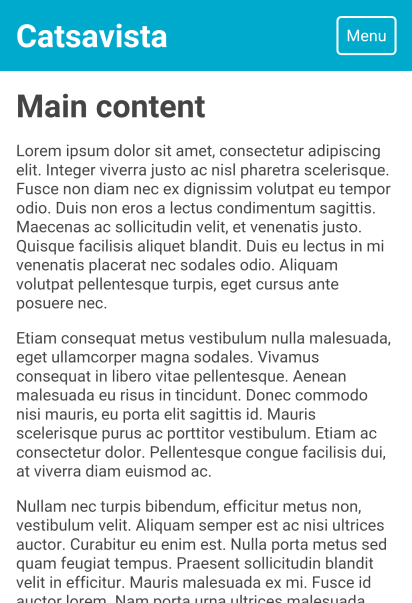 Catsavista
Menu
Main content
Lorem ipsum dolor sit amet, consectetur adipiscing
elit. Integer viverra justo ac nisl pharetra scelerisque.
Fusce non diam nec ex dignissim volutpat eu tempor
odio. Duis non eros a lectus condimentum sagittis.
Maecenas ac sollicitudin velit, et venenatis justo.
Quisque facilisis aliquet blandit. Duis eu lectus in mi
venenatis placerat nec sodales odio. Aliquam
volutpat pellentesque turpis, eget cursus ante
posuere nec.
Etiam consequat metus vestibulum nulla malesuada,
eget ullamcorper magna sodales. Vivamus
consequat in libero vitae pellentesque. Aenean
malesuada eu risus in tincidunt. Donec commodo
nisi mauris, eu porta elit sagittis id. Mauris
scelerisque purus ac porttitor vestibulum. Etiam ac
consectetur dolor. Pellentesque congue facilisis dui,
at viverra diam euismod ac.
Nullam nec turpis bibendum, efficitur metus non,
vestibulum velit. Aliquam semper est ac nisi ultrices
auctor. Curabitur eu enim est. Nulla porta metus sed
quam feugiat tempus. Praesent sollicitudin blandit
velit in efficitur. Mauris malesuada ex mi. Fusce id
auctor lorem. Nam porta urna ultrices malesuada